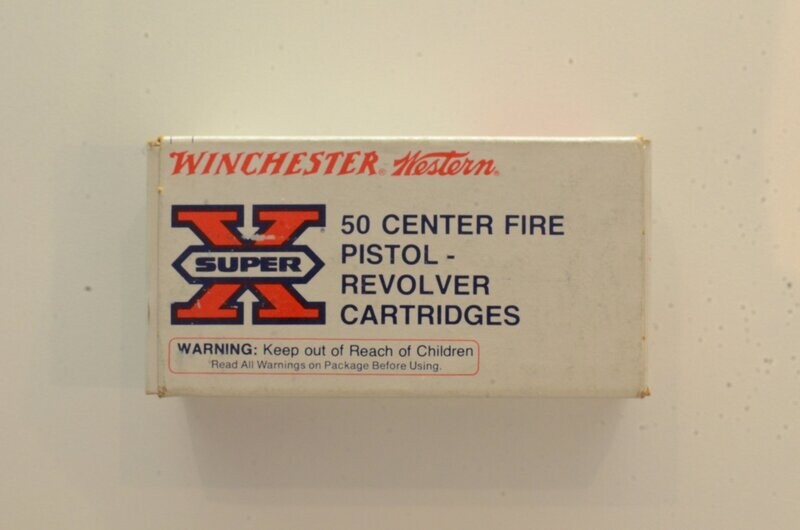 WINCHESTER® Western®
X
SUPER
®
50 CENTER FIRE
PISTOL -
REVOLVER
CARTRIDGES
WARNING: Keep out of Reach of Children
Read All Warnings on Package Before Using.